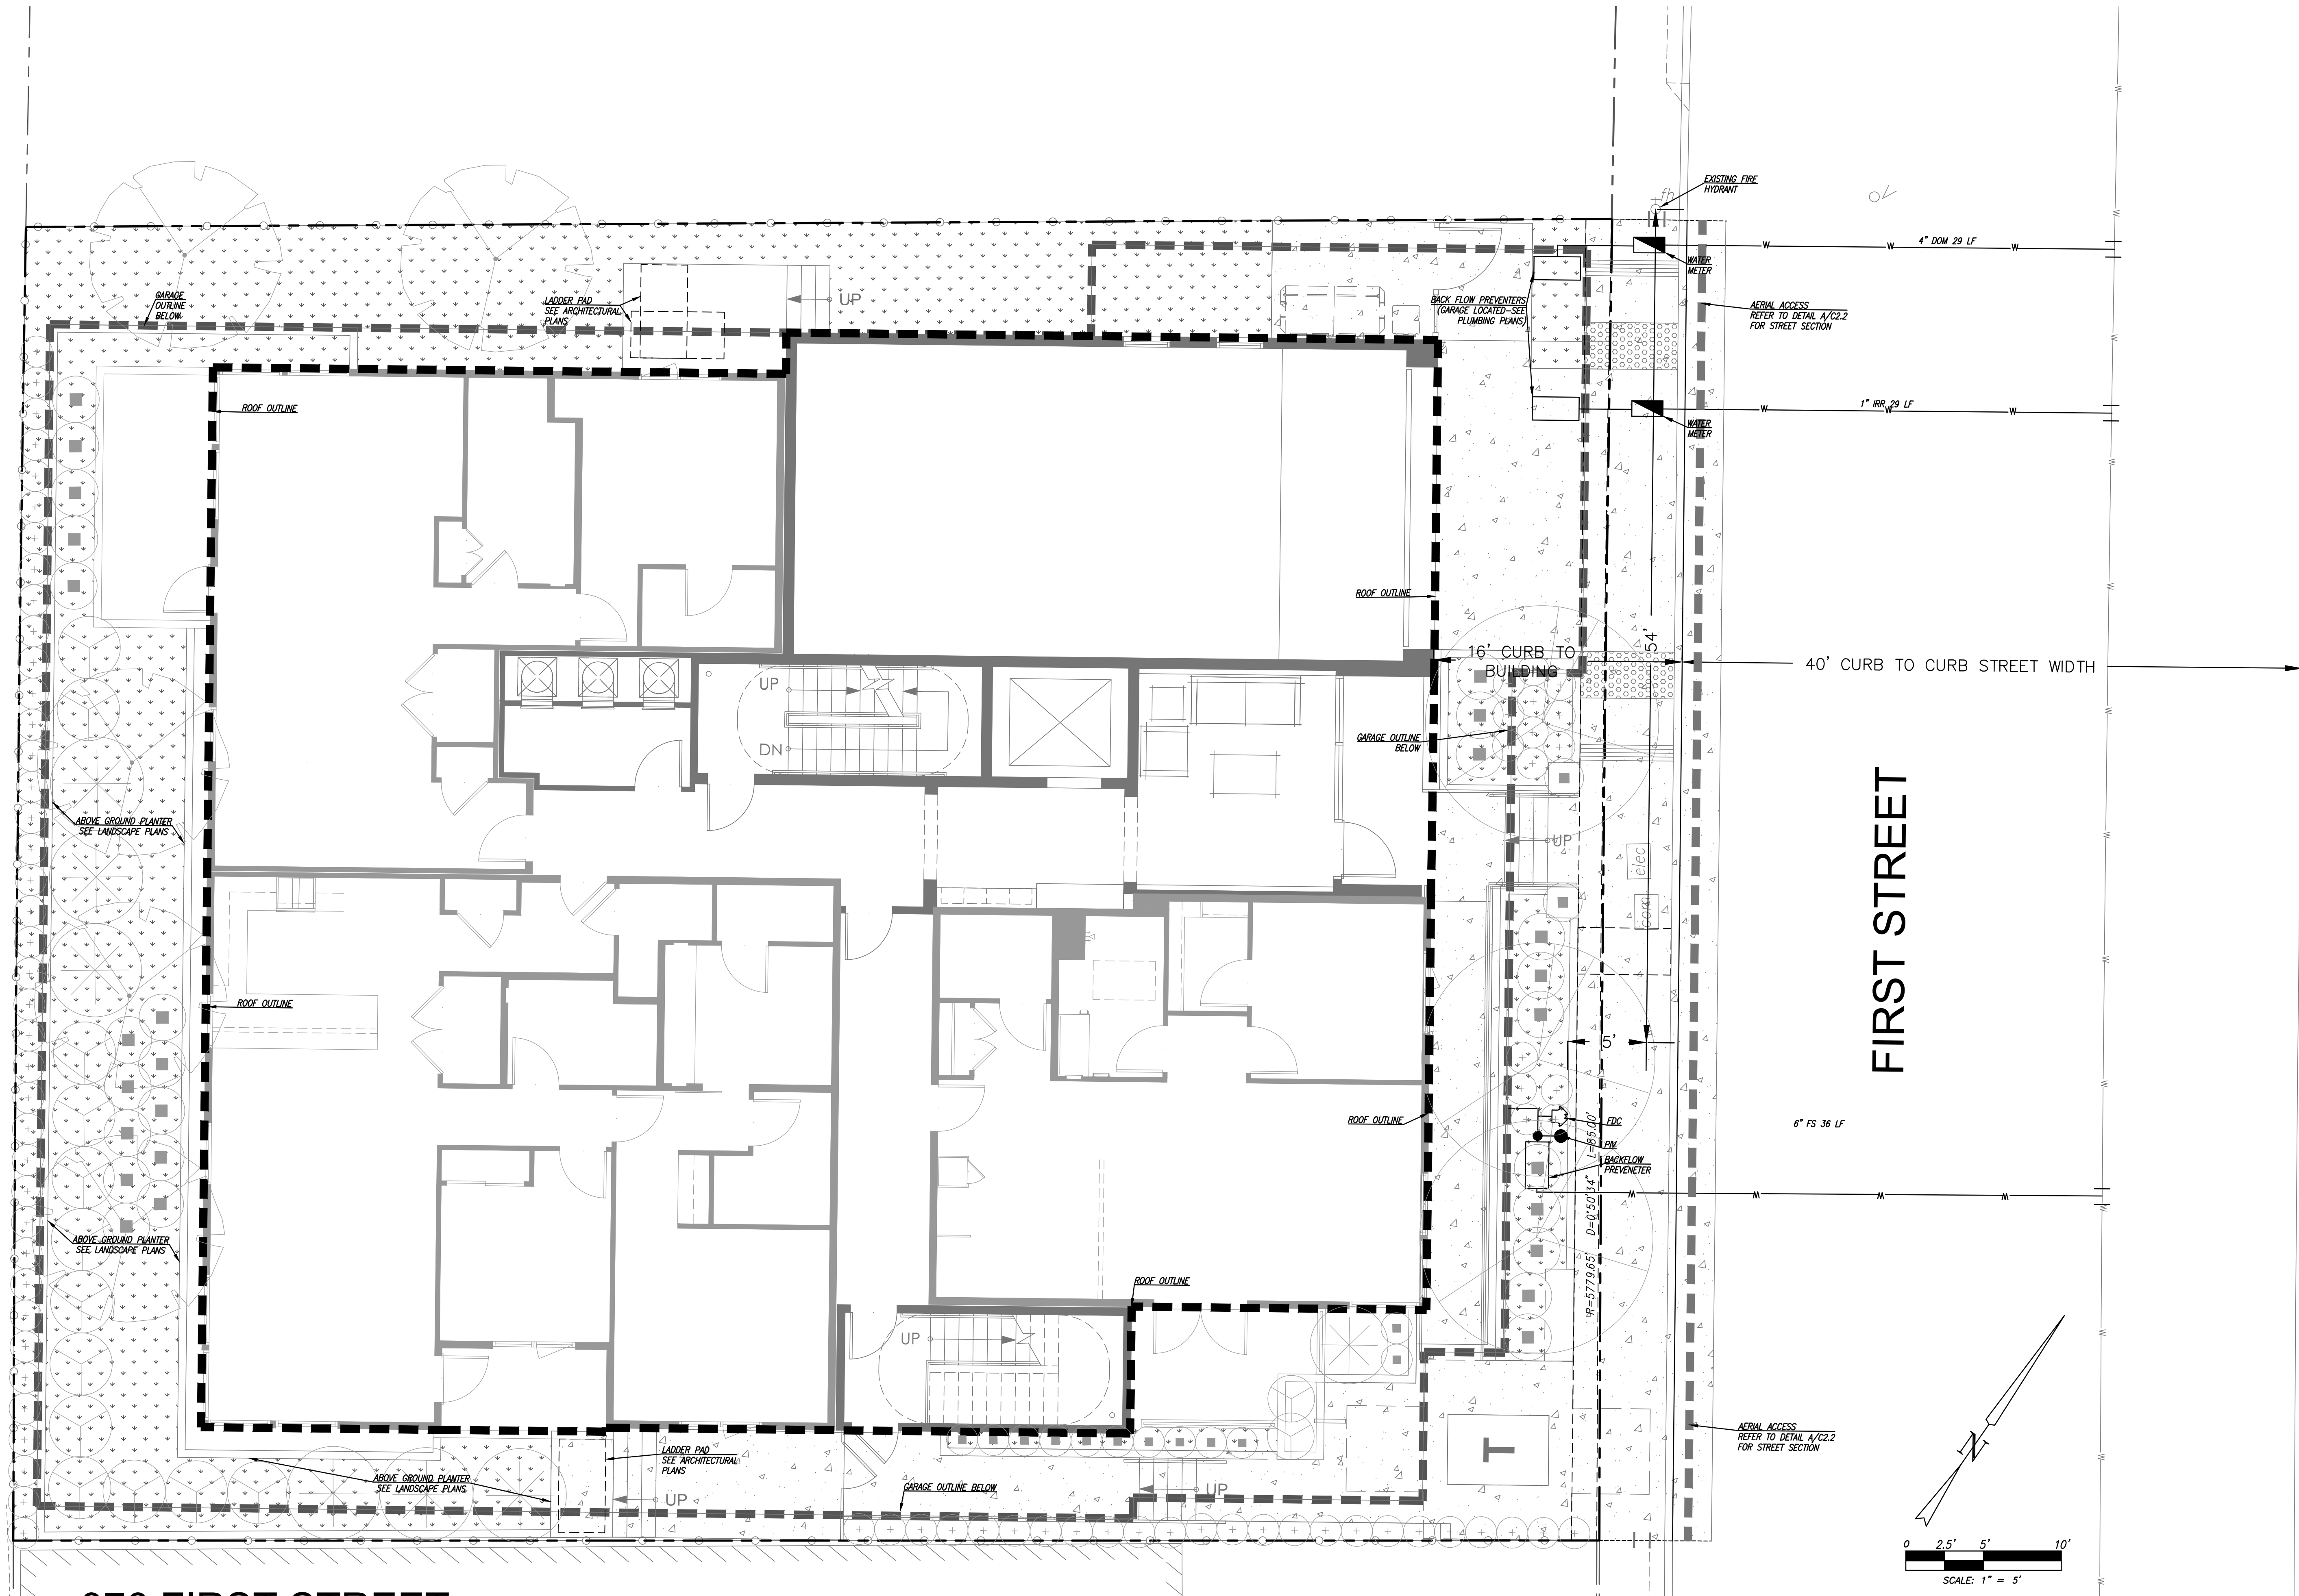 EXISTING FIRE
HYDRANT
fh
4" DOM 29 LF
WATER
METER
GARAGE
OUTLINE
BELOW
LADDER PAD
SEE ARCHITECTURAL
PLANS
UP
BACK FLOW PREVENTERS
(GARAGE LOCATED-SEE
PLUMBING PLANS)
AERIAL ACCESS
REFER TO DETAIL A/C2.2
FOR STREET SECTION
ROOF OUTLINE
1" IRR 29 LF
WATER
METER
ROOF OUTLINE
54'
16' CURB TO
BUILDING
40' CURB TO CURB STREET WIDTH
UP
DN
GARAGE OUTLINE
BELOW
FIRST STREET
ABOVE GROUND PLANTER
SEE LANDSCAPE PLANS
UP
elec
com
ROOF OUTLINE
5'
ROOF OUTLINE
FDC
PIV
BACKFLOW
PREVENETER
6" FS 36 LF
R=5779.65' D=0°50'34" L=85.00'
ABOVE GROUND PLANTER
SEE LANDSCAPE PLANS
ROOF OUTLINE
UP
T
AERIAL ACCESS
REFER TO DETAIL A/C2.2
FOR STREET SECTION
LADDER PAD
SEE ARCHITECTURAL
PLANS
ABOVE GROUND PLANTER
SEE LANDSCAPE PLANS
UP
GARAGE OUTLINE BELOW
UP
N
0 2.5' 5' 10'
SCALE: 1" = 5'
FIRST STREET